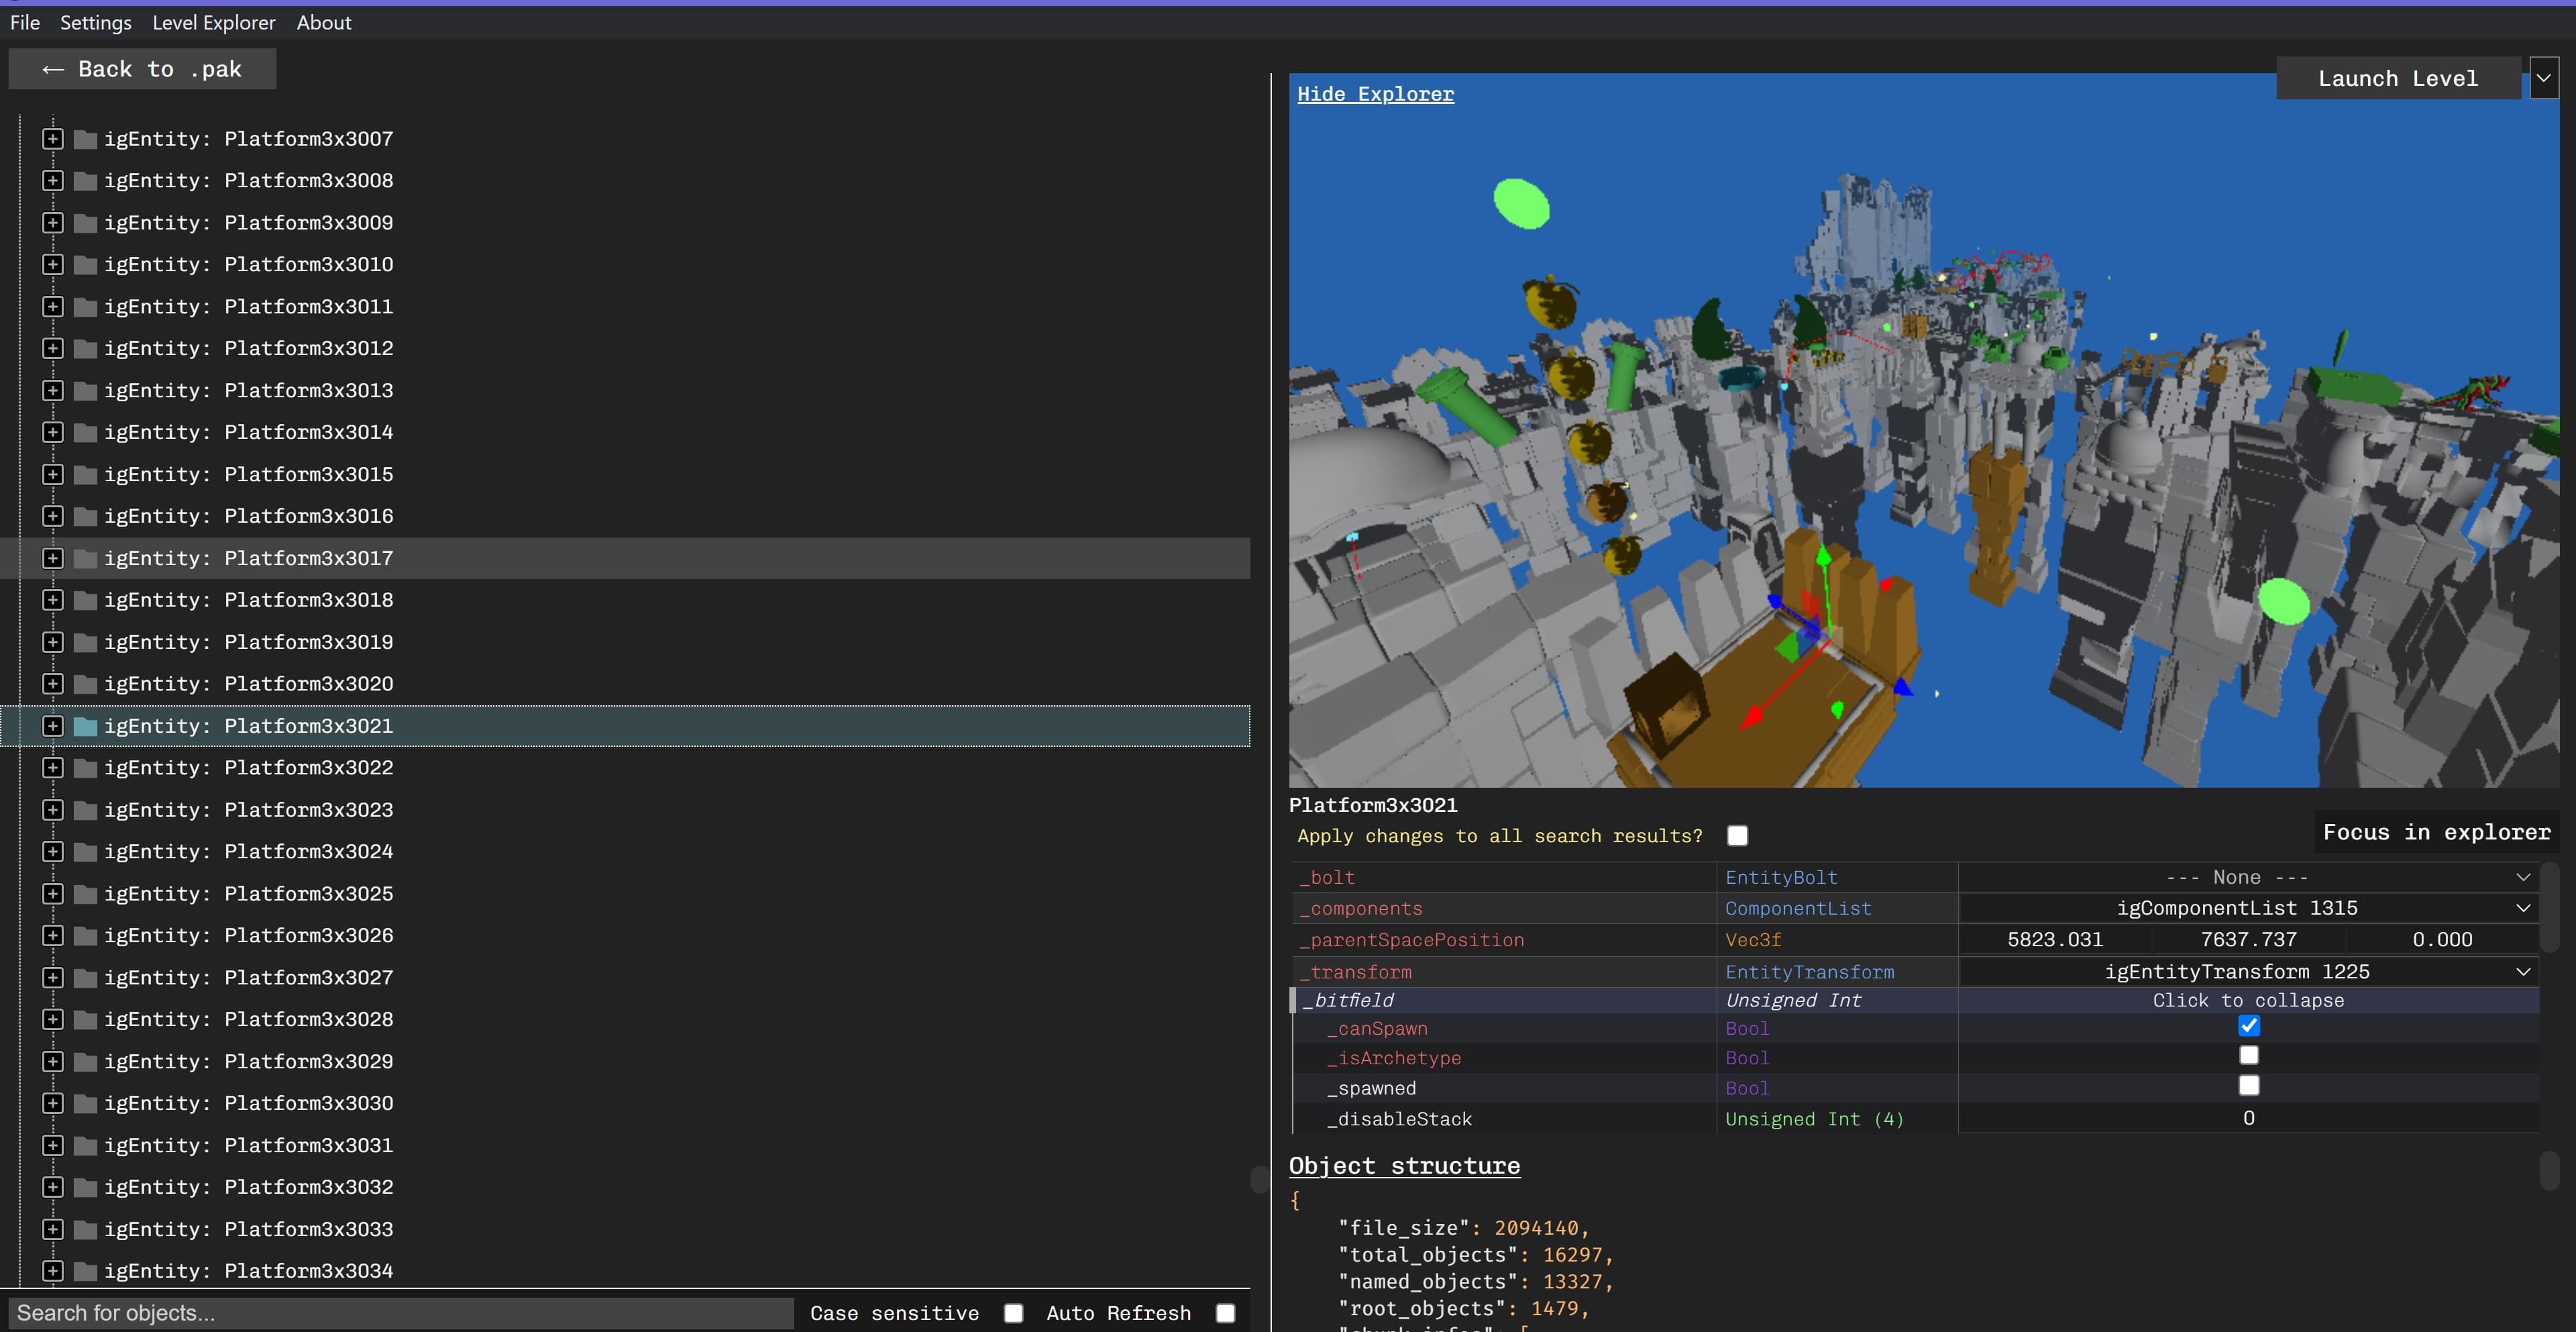 File Settings Level Explorer About
← Back to .pak
igEntity: Platform3x3007
igEntity: Platform3x3008
igEntity: Platform3x3009
igEntity: Platform3x3010
igEntity: Platform3x3011
igEntity: Platform3x3012
igEntity: Platform3x3013
igEntity: Platform3x3014
igEntity: Platform3x3015
igEntity: Platform3x3016
igEntity: Platform3x3017
igEntity: Platform3x3018
igEntity: Platform3x3019
igEntity: Platform3x3020
igEntity: Platform3x3021
igEntity: Platform3x3022
igEntity: Platform3x3023
igEntity: Platform3x3024
igEntity: Platform3x3025
igEntity: Platform3x3026
igEntity: Platform3x3027
igEntity: Platform3x3028
igEntity: Platform3x3029
igEntity: Platform3x3030
igEntity: Platform3x3031
igEntity: Platform3x3032
igEntity: Platform3x3033
igEntity: Platform3x3034
Search for objects... Case sensitive Auto Refresh
Hide Explorer
Launch Level
Platform3x3021
Apply changes to all search results?
Focus in explorer
_bolt EntityBolt --- None ---
_components ComponentList igComponentList 1315
_parentSpacePosition Vec3f 5823.031 7637.737 0.000
_transform EntityTransform igEntityTransform 1225
_bitfield Unsigned Int Click to collapse
_canSpawn Bool
_isArchetype Bool
_spawned Bool
_disableStack Unsigned Int (4) 0
Object structure
{
"file_size": 2094140,
"total_objects": 16297,
"named_objects": 13327,
"root_objects": 1479,